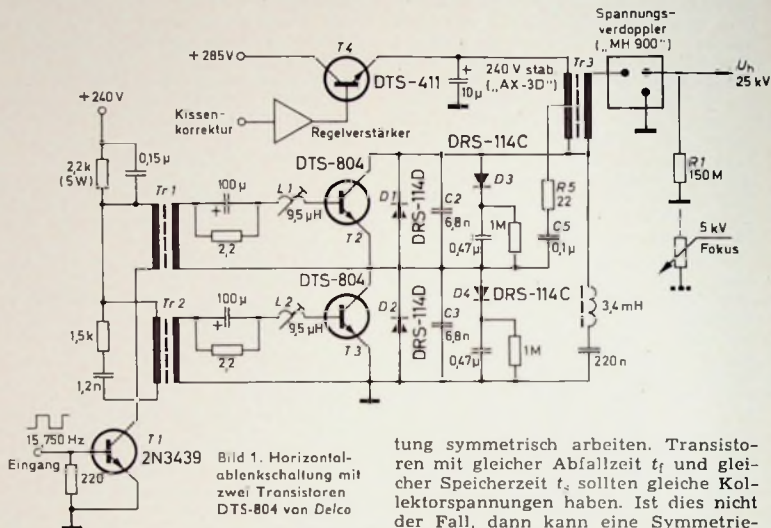 Spannungs-
verdoppler
(„MH 900")
+ 285V
T4
DTS-411
+
10µ
240 V stab
(„AX-3D")
Tr3
Uh
25 kV
Kissen-
korrektur
Regelverstärker
+ 240V
2,2k
(5W)
0,15µ
Tr 1
100µ
+
2,2
L1
9,5µH
DTS-804
T2
D1
DRS-114D
C2
6,8n
DRS-114C
D3
1M
0,47µ
R5
22
C5
0,1µ
R1
150M
5 kV
Fokus
Tr 2
1,5k
1,2n
100µ
+
2,2
L2
9,5µH
DTS-804
T3
D2
DRS-114D
C3
6,8n
D4
DRS-114C
0,47µ
1M
3,4mH
220n
15,750 Hz
Eingang
220
T1
2N3439
Bild 1. Horizontal-
ablenkschaltung mit
zwei Transistoren
DTS-804 von Delco
tung symmetrisch arbeiten. Transisto-
ren mit gleicher Abfallzeit tf und glei-
cher Speicherzeit ts sollten gleiche Kol-
lektorspannungen haben. Ist dies nicht
der Fall, dann kann eine Symmetrie-